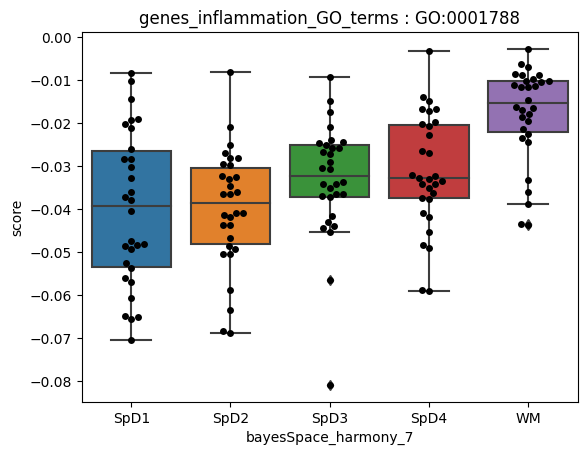 genes_inflammation_GO_terms : GO:0001788
0.00
−0.01
−0.02
−0.03
−0.04
−0.05
−0.06
−0.07
−0.08
score
SpD1 SpD2 SpD3 SpD4 WM
bayesSpace_harmony_7